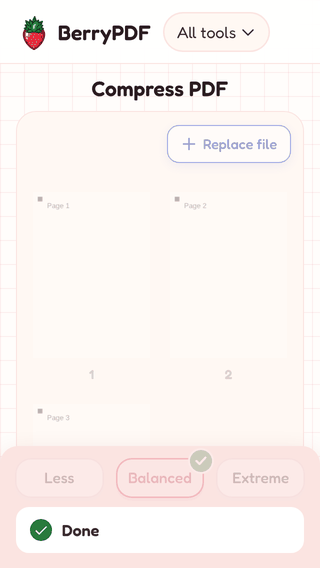 BerryPDF All tools
Compress PDF
Replace file
Page 1 Page 2
1 2
Page 3
Less Balanced Extreme
Done